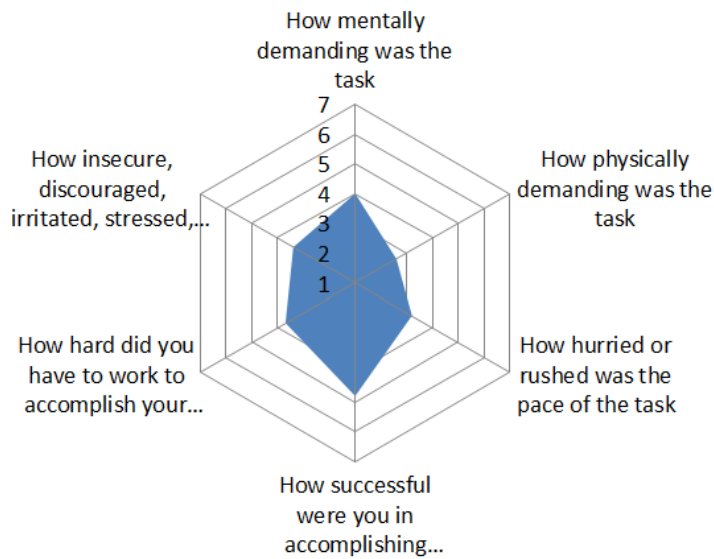 How mentally
demanding was the
task
7
6
5
4
3
2
1
How physically
demanding was the
task
How hurried or
rushed was the
pace of the task
How successful
were you in
accomplishing...
How hard did you
have to work to
accomplish your...
How insecure,
discouraged,
irritated, stressed,...